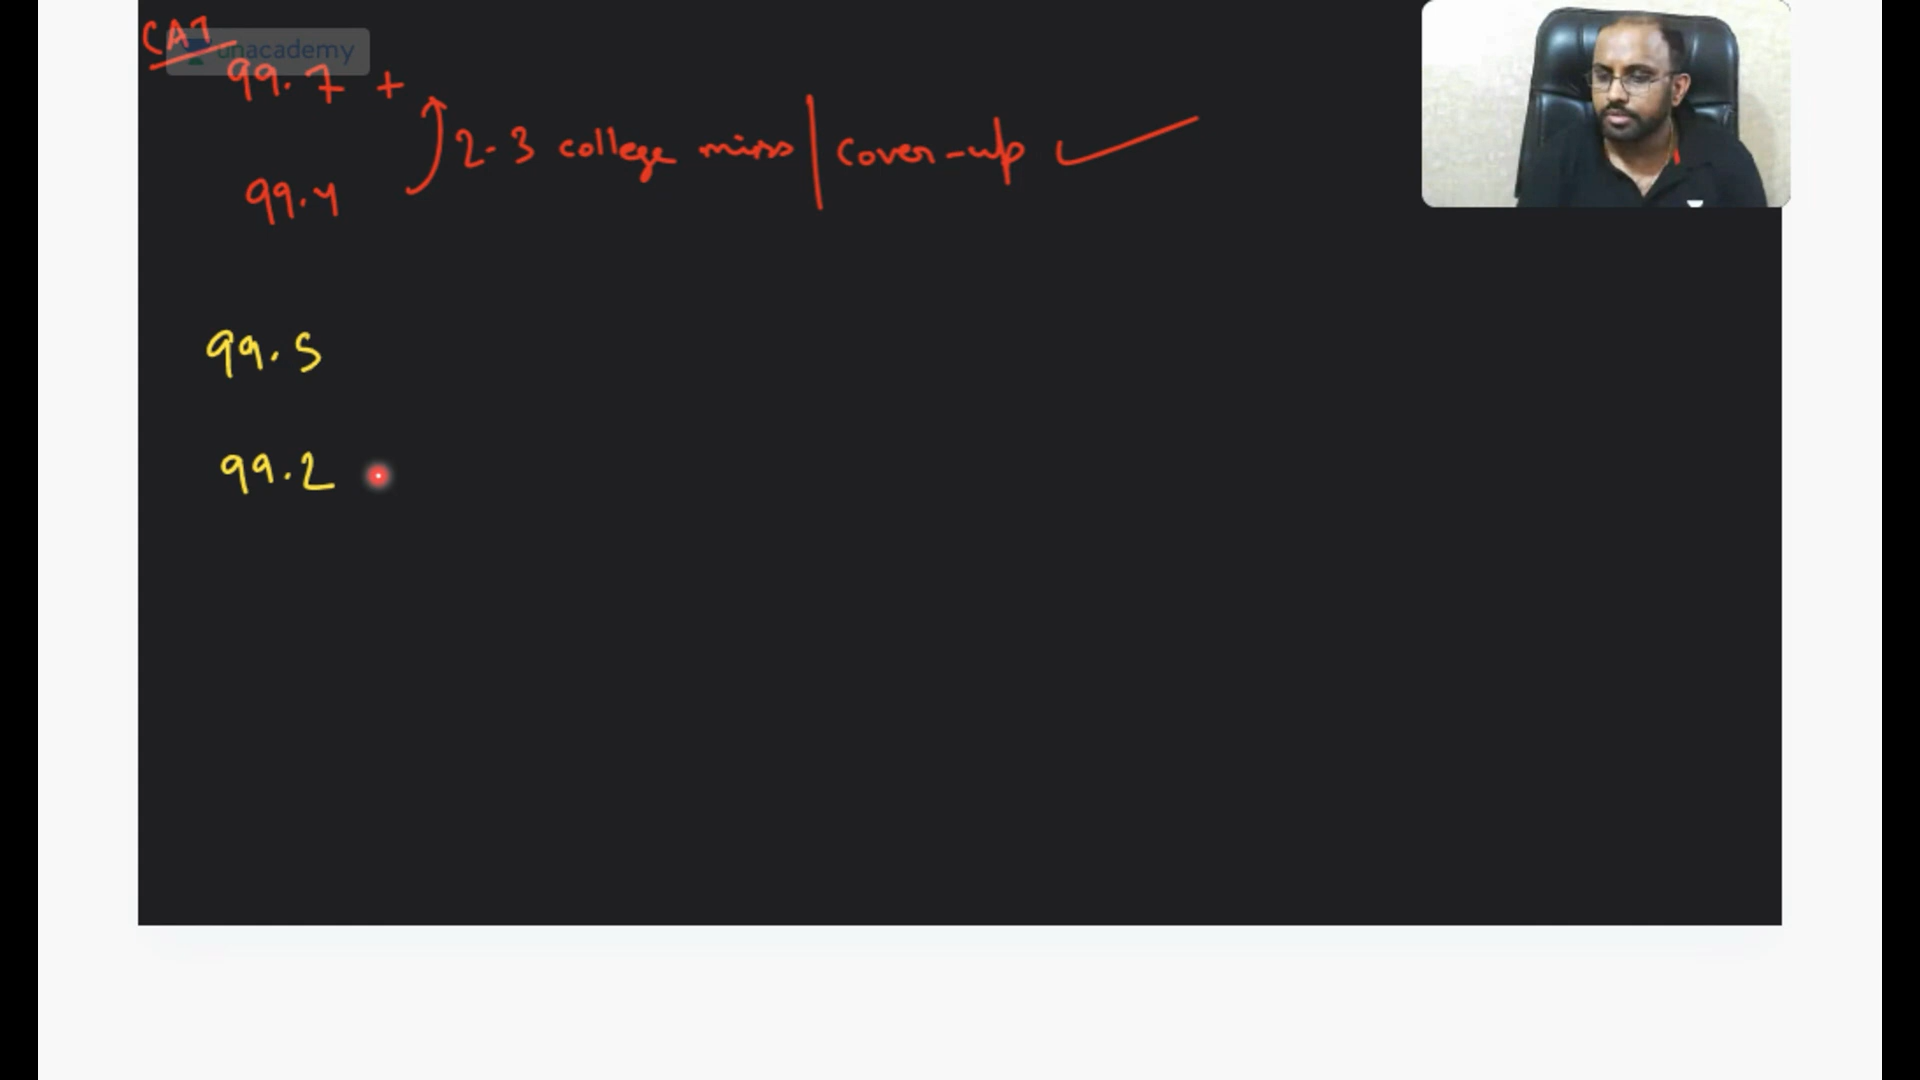 CAT
unacademy
99.7 +
2-3 college miss | cover-up ✓
99.4
99.5
99.2